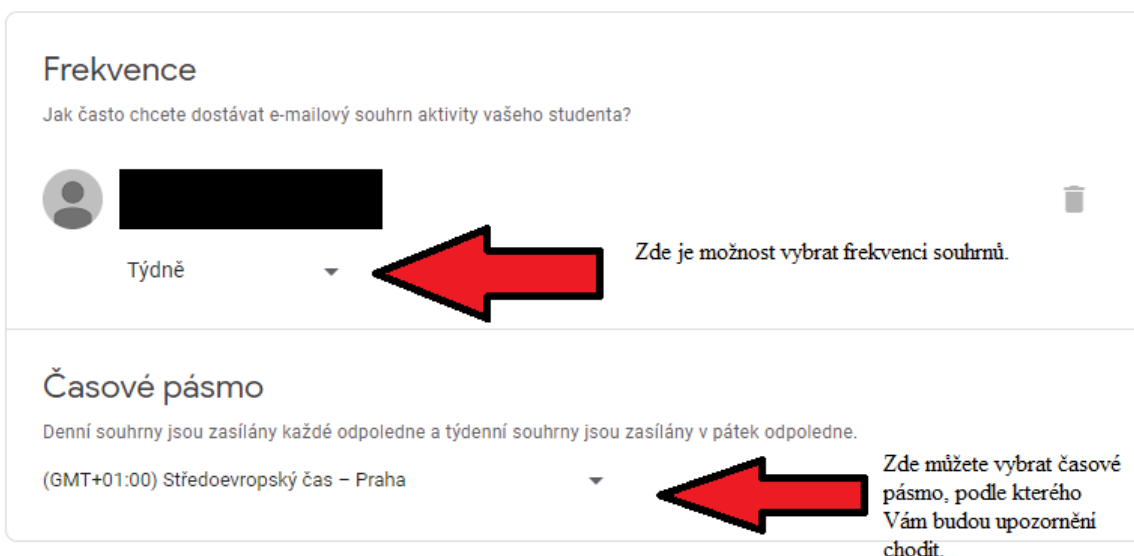 Frekvence
Jak často chcete dostávat e-mailový souhrn aktivity vašeho studenta?
Týdně
Zde je možnost vybrat frekvenci souhrnů.
Časové pásmo
Denní souhrny jsou zasílány každé odpoledne a týdenní souhrny jsou zasílány v pátek odpoledne.
(GMT+01:00) Středoevropský čas – Praha
Zde můžete vybrat časové
pásmo, podle kterého
Vám budou upozornění
chodit.